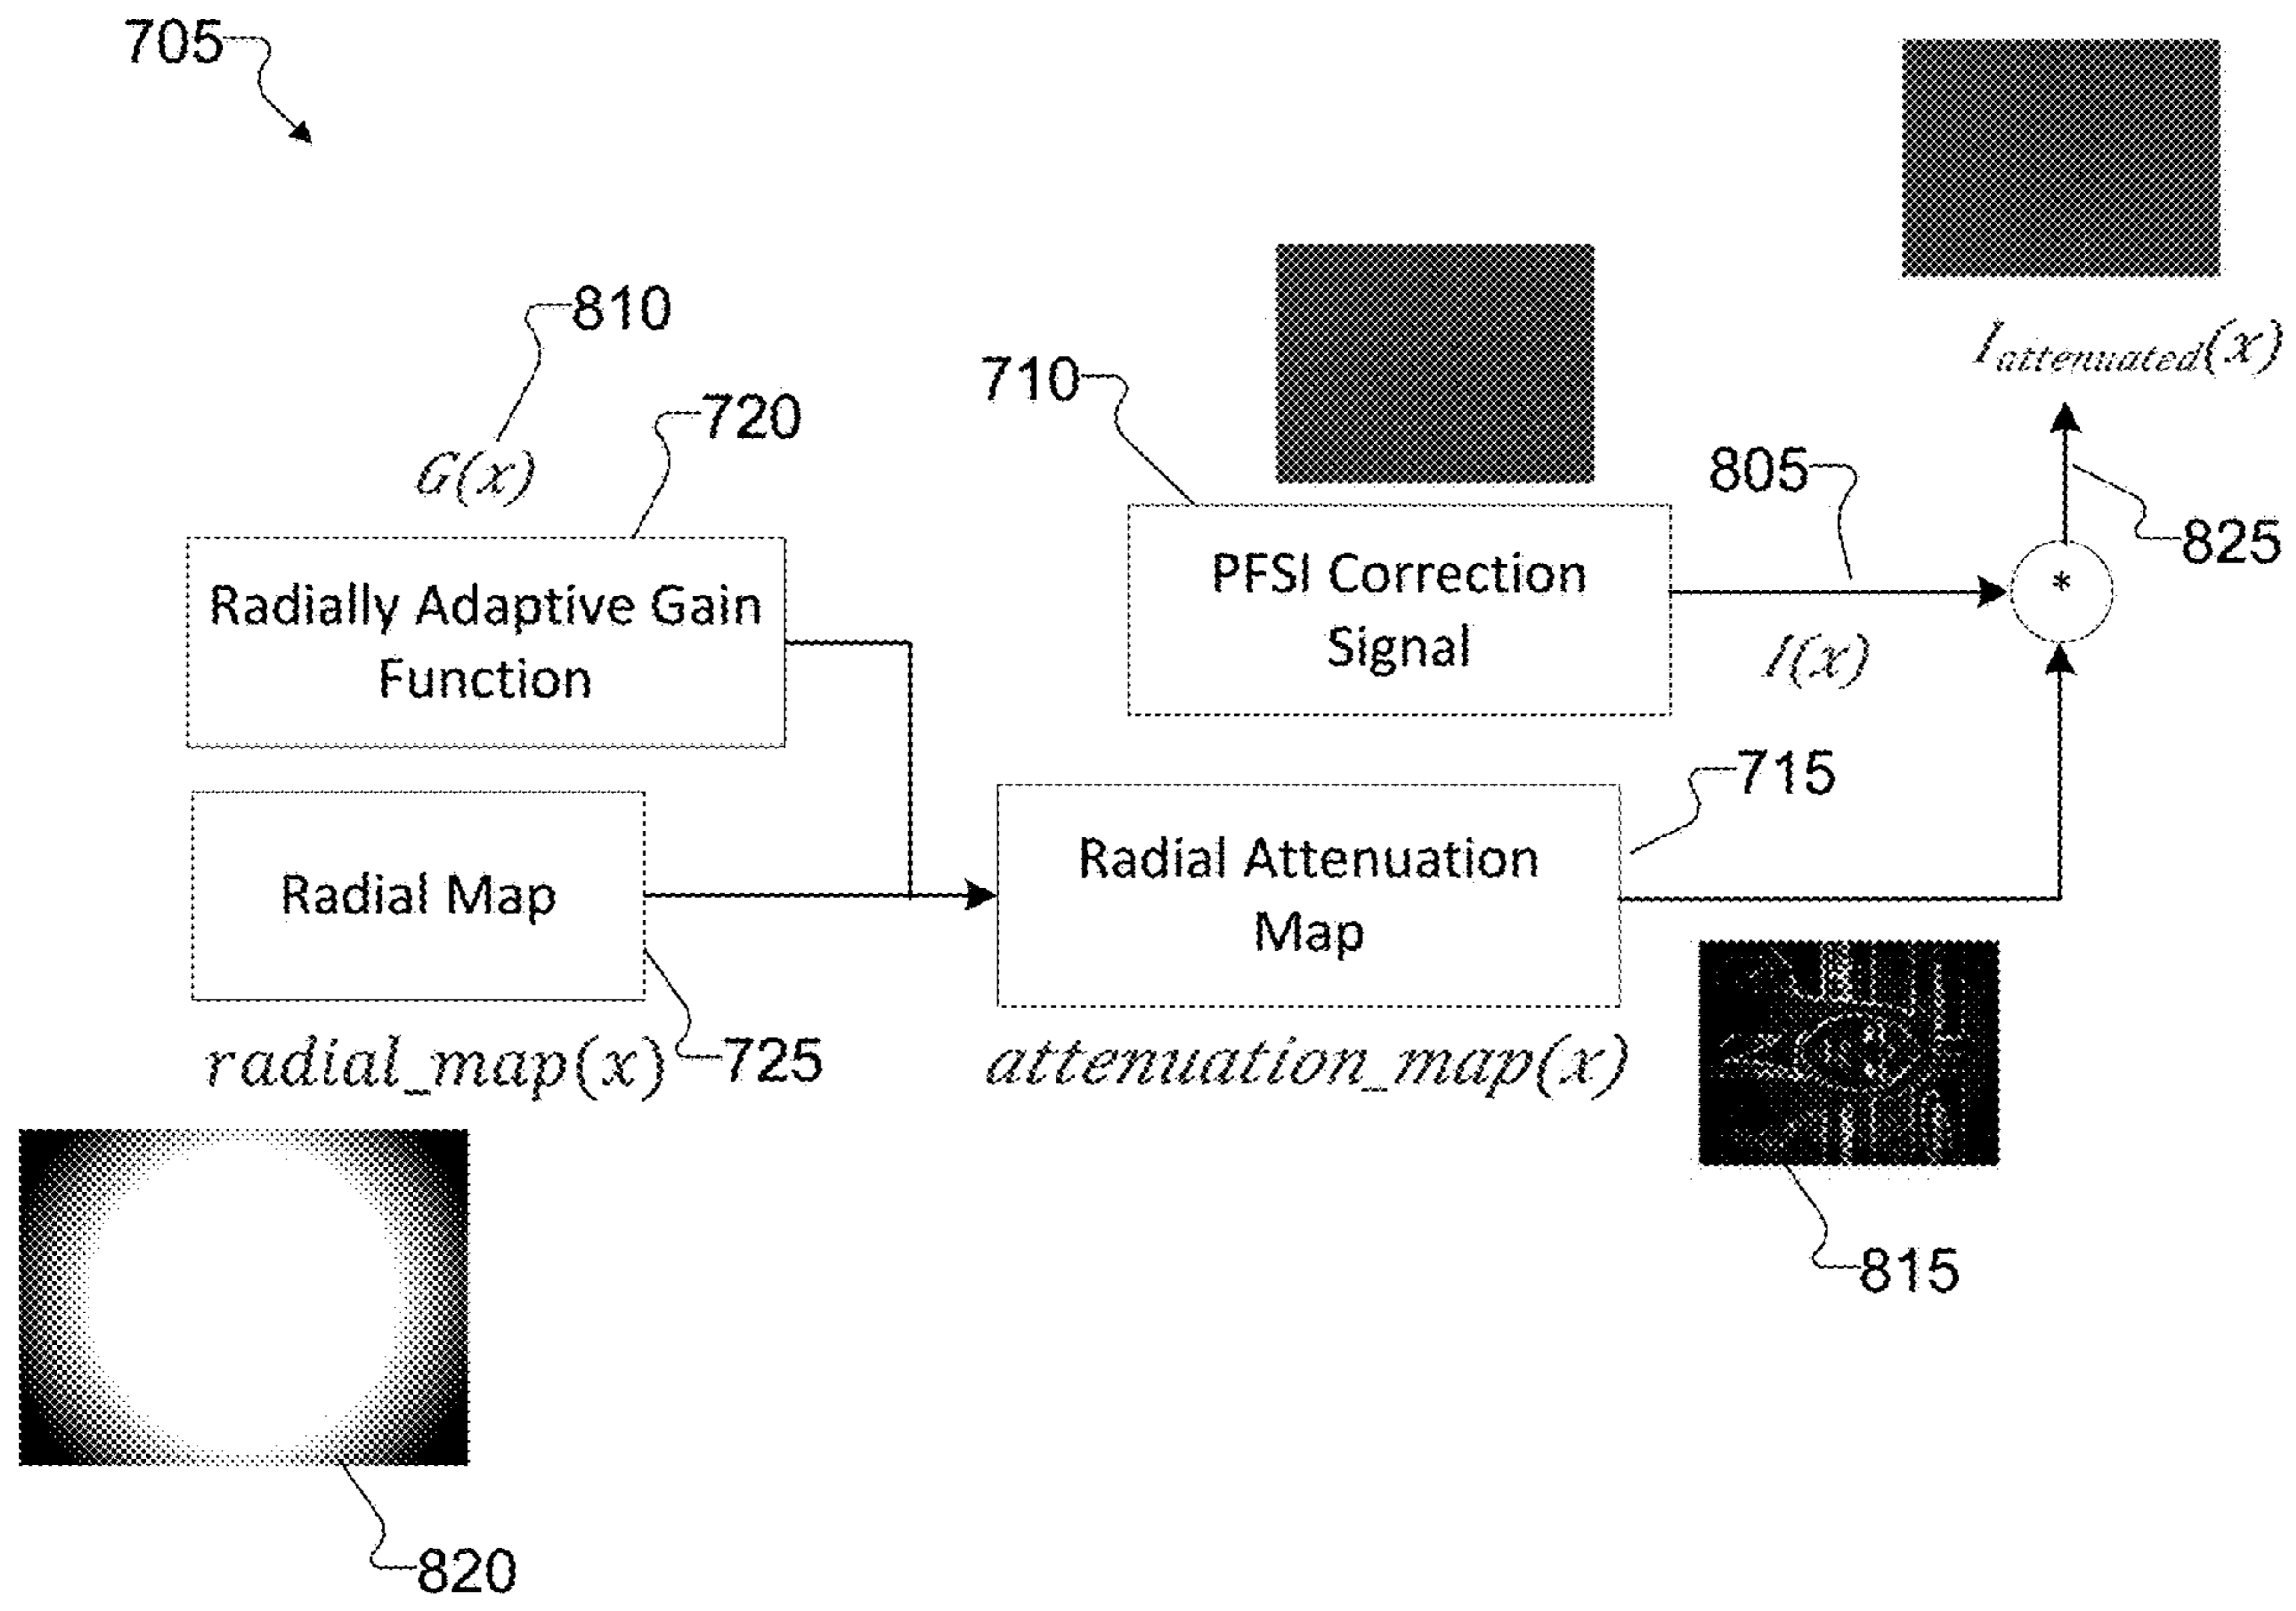 705
810
720
G(x)
Radially Adaptive Gain
Function
710
PFSI Correction
Signal
805
I(x)
I attenuated(x)
825
*
Radial Map
725
radial_map(x)
Radial Attenuation
Map
715
attenuation_map(x)
815
820